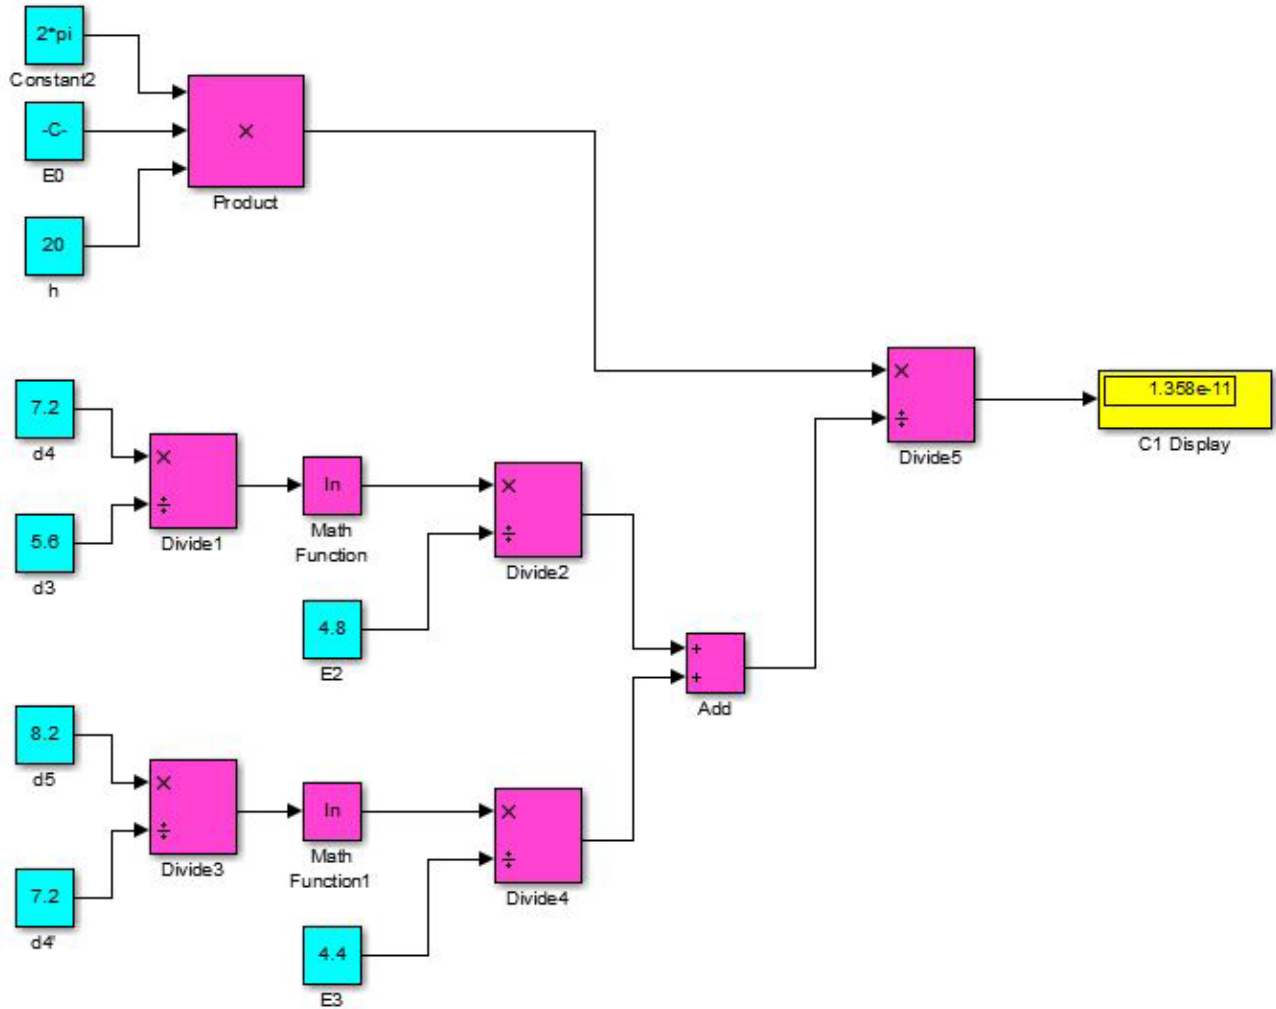 2*pi
Constant2
-C-
E0
20
h
×
Product
7.2
d4
5.6
d3
×
÷
Divide1
ln
Math
Function
4.8
E2
×
÷
Divide2
8.2
d5
7.2
d4'
×
÷
Divide3
ln
Math
Function1
4.4
E3
×
÷
Divide4
+
+
Add
×
÷
Divide5
1.358e-11
C1 Display